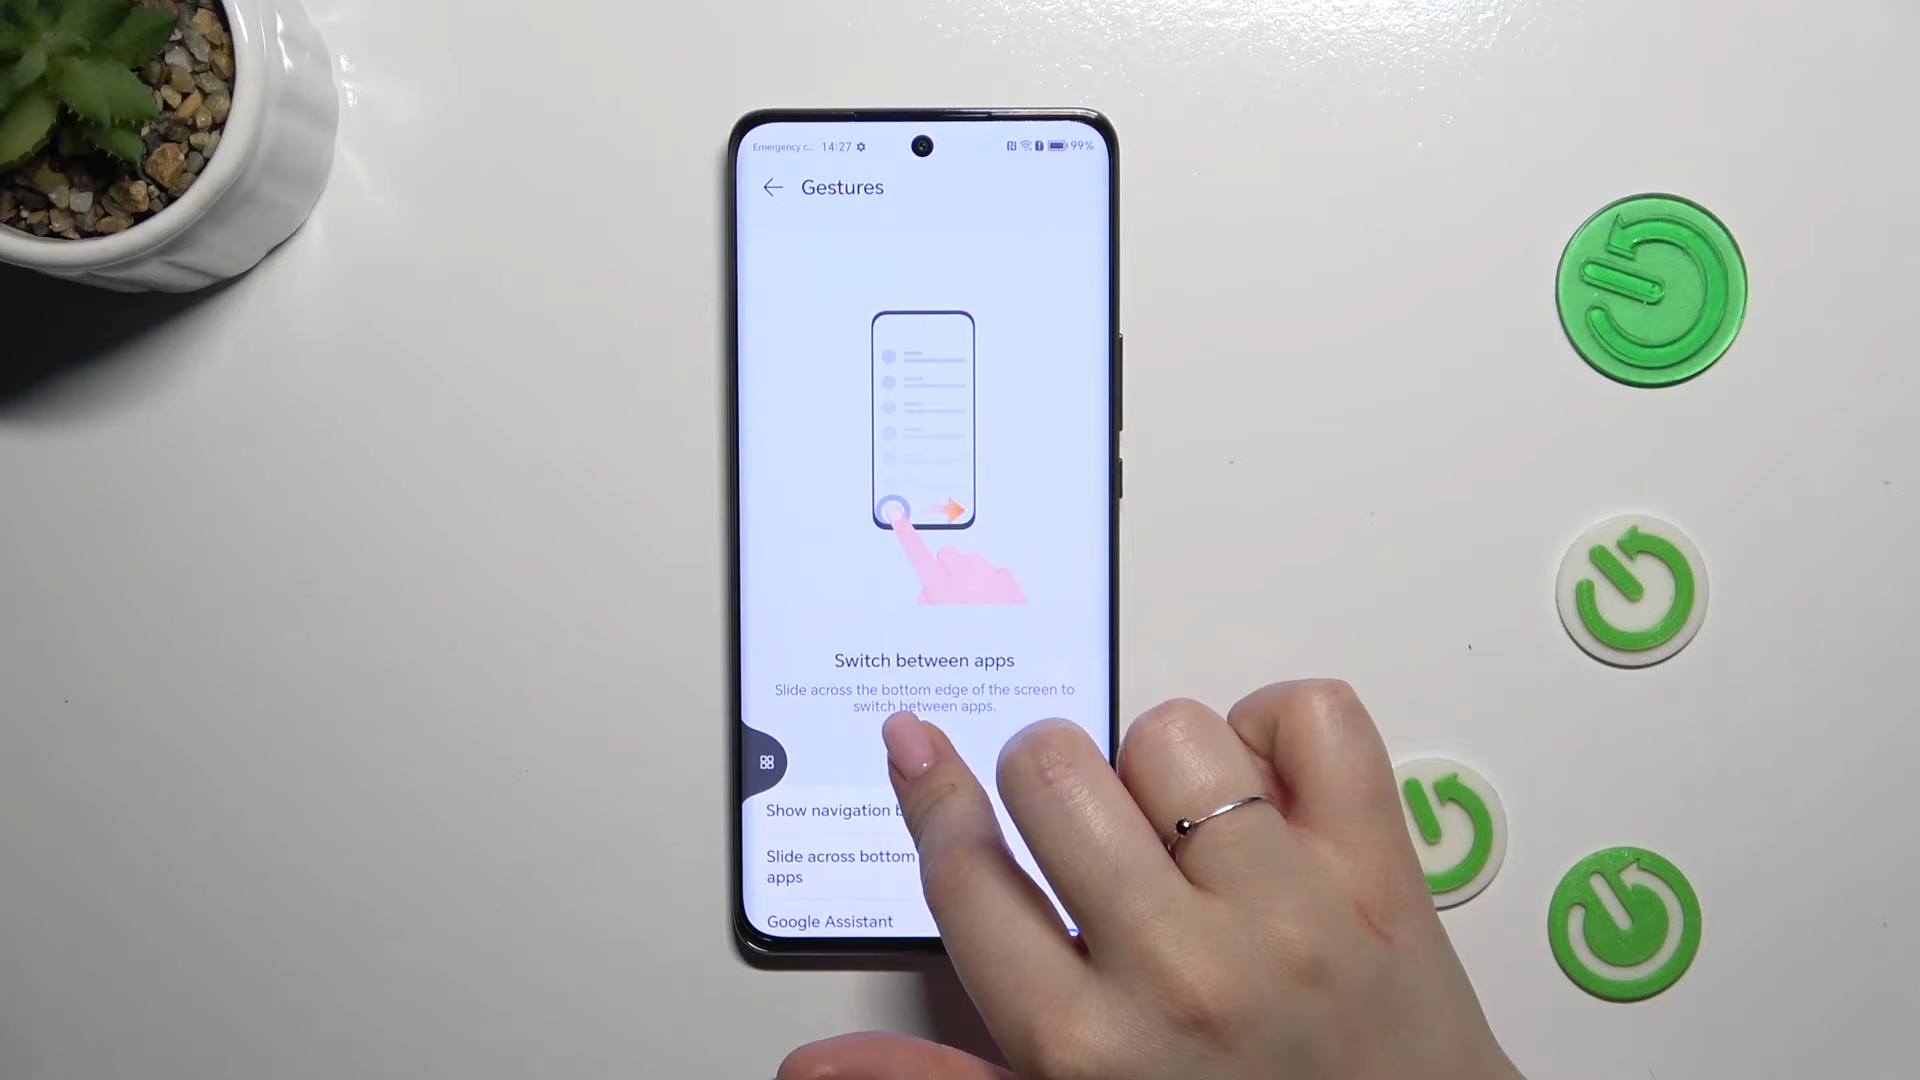 Emergency c... 14:27 99%
Gestures
Switch between apps
Slide across the bottom edge of the screen to
switch between apps.
Show navigation
Slide across bottom
apps
Google Assistant